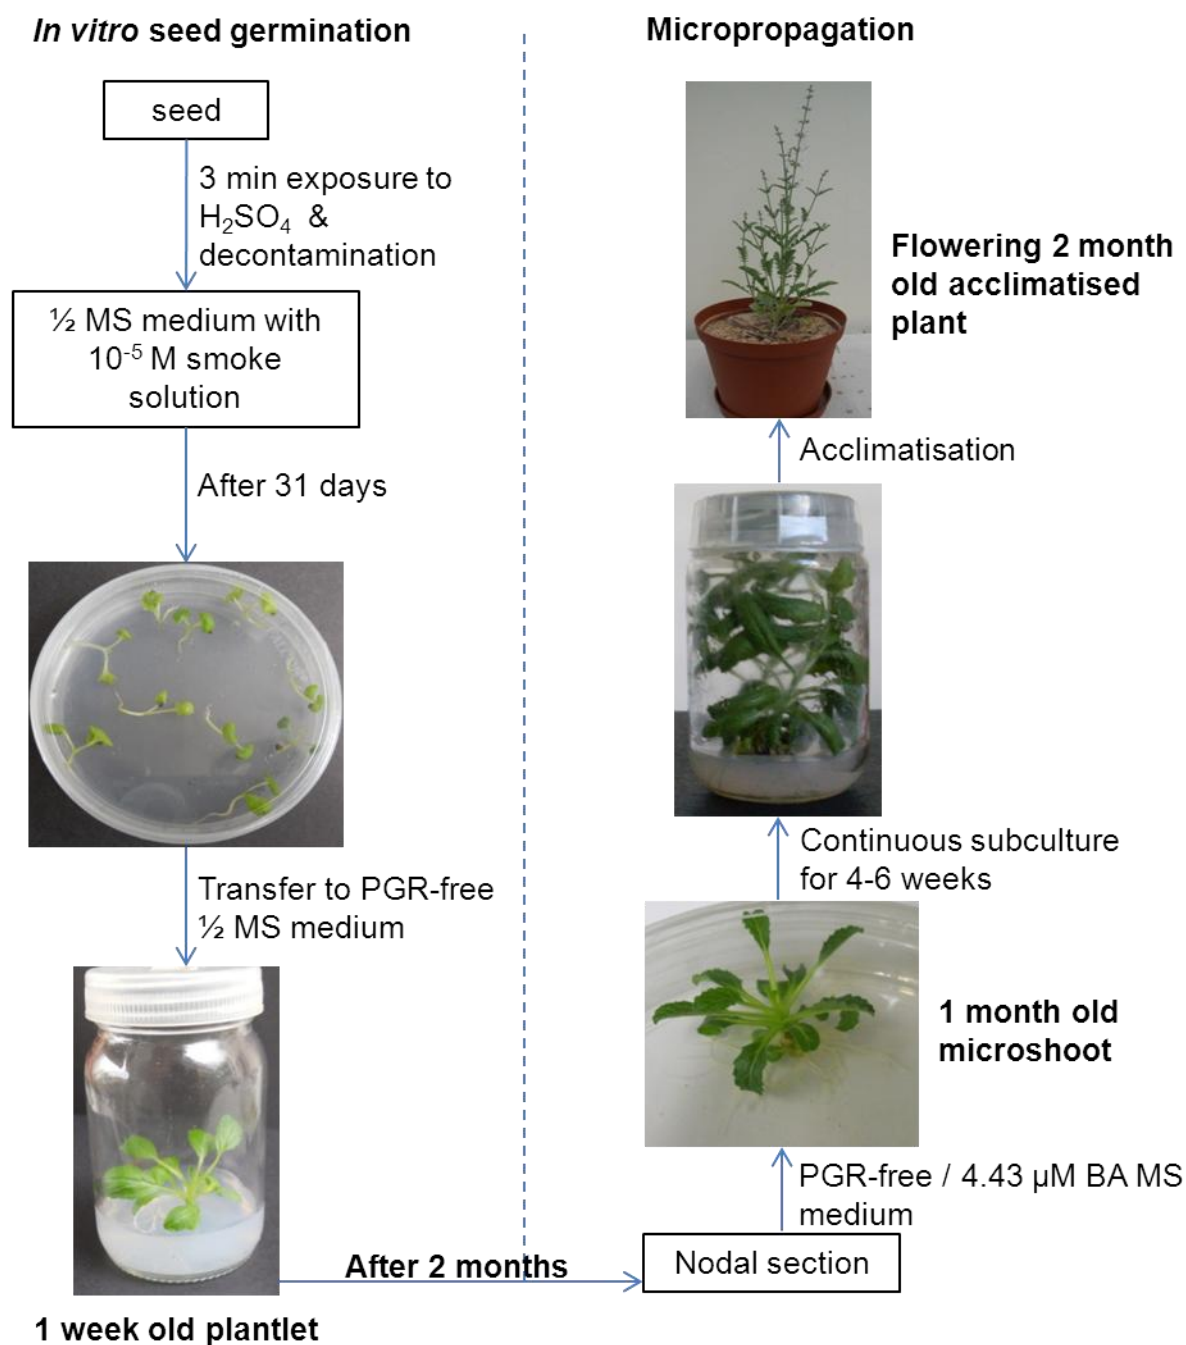 In vitro seed germination
seed
3 min exposure to
H₂SO₄ &
decontamination
½ MS medium with
10⁻⁵ M smoke
solution
After 31 days
Transfer to PGR-free
½ MS medium
1 week old plantlet
After 2 months
Micropropagation
Nodal section
PGR-free / 4.43 µM BA MS
medium
1 month old
microshoot
Continuous subculture
for 4-6 weeks
Acclimatisation
Flowering 2 month
old acclimatised
plant